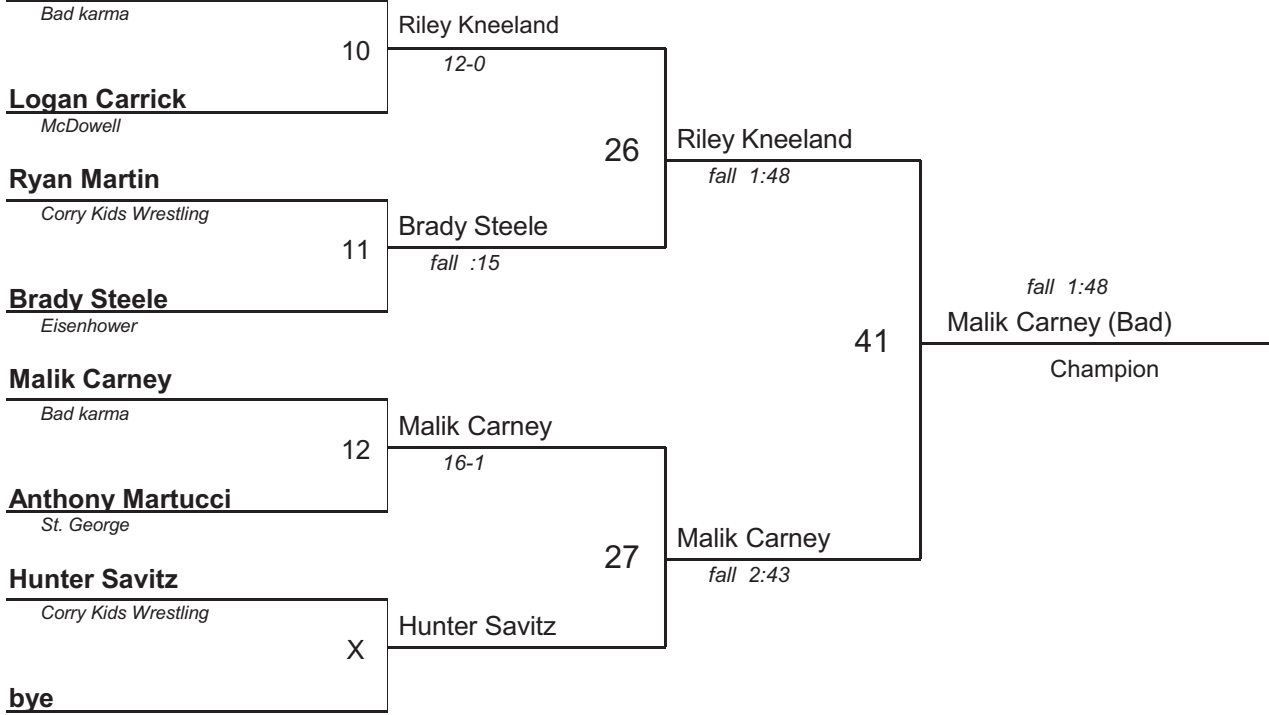 Bad karma
Riley Kneeland
10
12-0
Logan Carrick
McDowell
26
Riley Kneeland
fall 1:48
Ryan Martin
Corry Kids Wrestling
11
Brady Steele
fall :15
Brady Steele
Eisenhower
fall 1:48
Malik Carney (Bad)
41
Champion
Malik Carney
Bad karma
12
Malik Carney
16-1
Anthony Martucci
St. George
27
Malik Carney
fall 2:43
Hunter Savitz
Corry Kids Wrestling
X
Hunter Savitz
bye